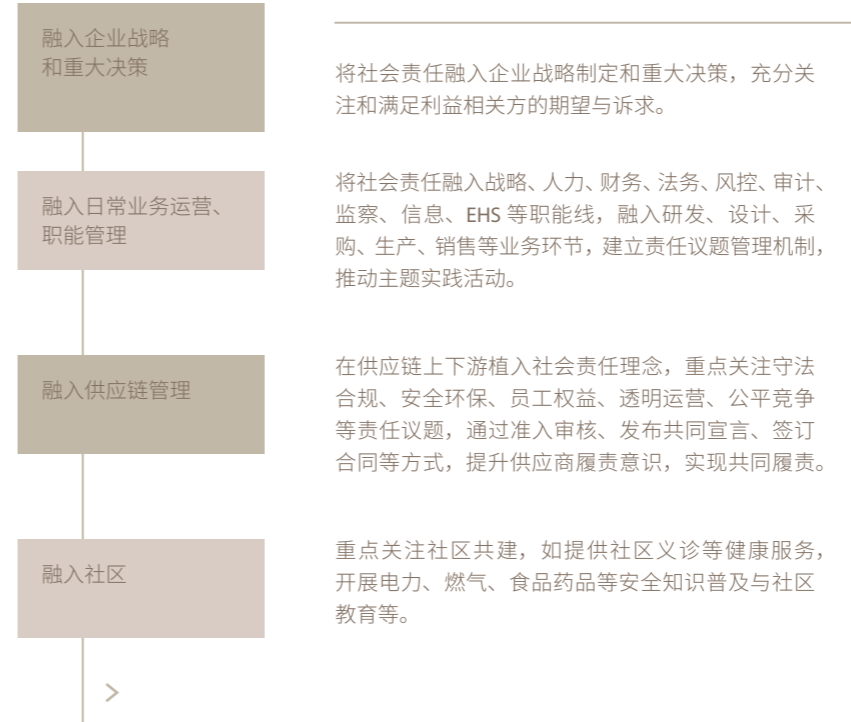 融入企业战略
和重大决策
将社会责任融入企业战略制定和重大决策，充分关
注和满足利益相关方的期望与诉求。
融入日常业务运营、
职能管理
将社会责任融入战略、人力、财务、法务、风控、审计、
监察、信息、EHS 等职能线，融入研发、设计、采
购、生产、销售等业务环节，建立责任议题管理机制，
推动主题实践活动。
融入供应链管理
在供应链上下游植入社会责任理念，重点关注守法
合规、安全环保、员工权益、透明运营、公平竞争
等责任议题，通过准入审核、发布共同宣言、签订
合同等方式，提升供应商履责意识，实现共同履责。
融入社区
重点关注社区共建，如提供社区义诊等健康服务，
开展电力、燃气、食品药品等安全知识普及与社区
教育等。